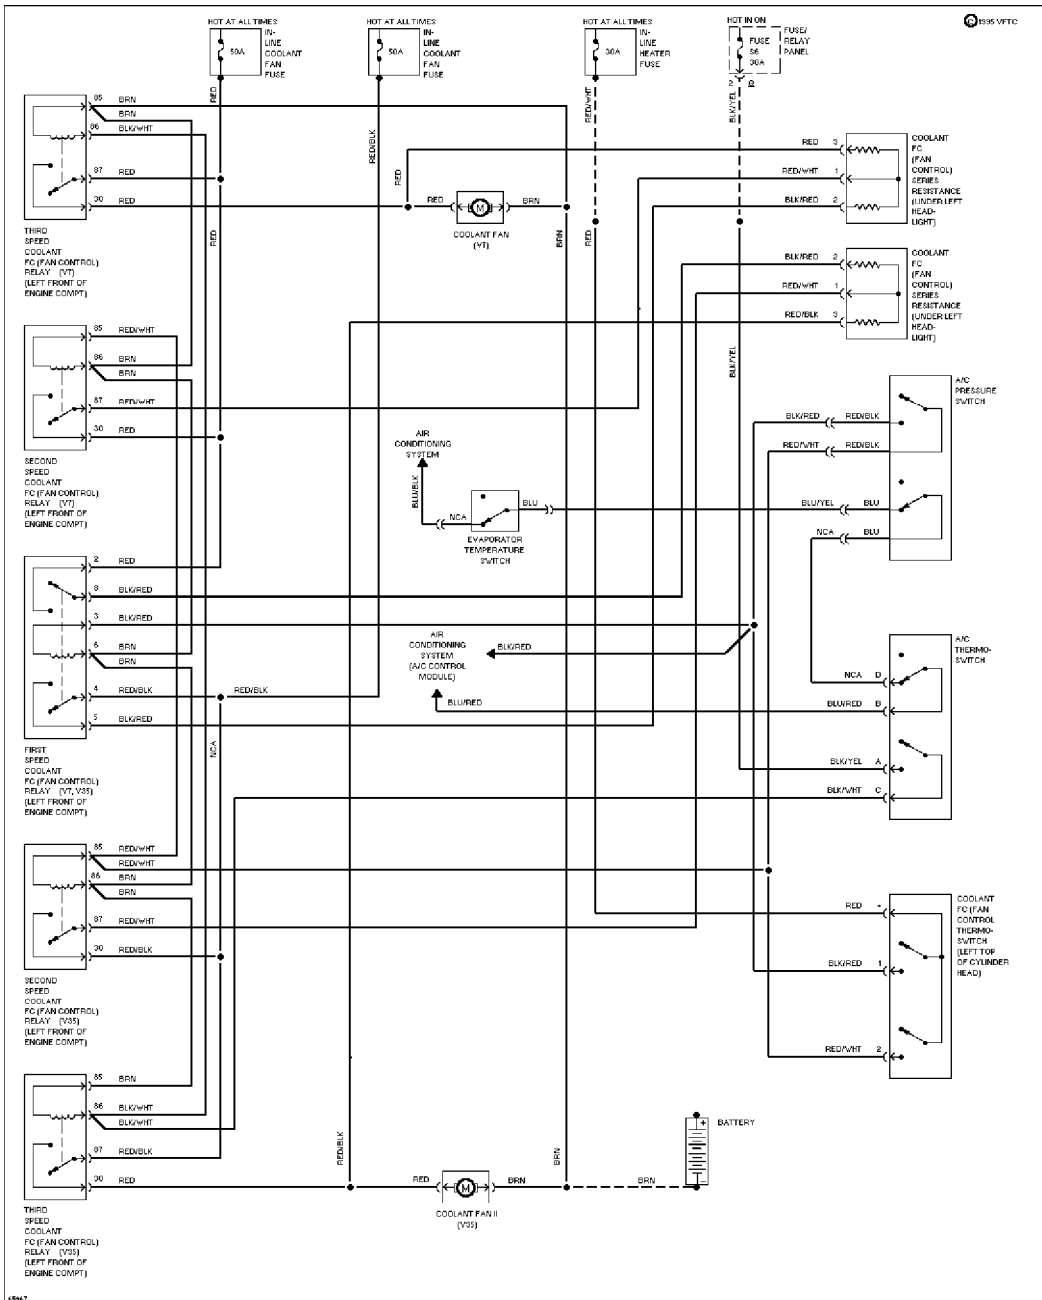 HOT AT ALL TIMES
50A
IN-
LINE
COOLANT
FAN
FUSE
HOT AT ALL TIMES
50A
IN-
LINE
COOLANT
FAN
FUSE
HOT AT ALL TIMES
30A
IN-
LINE
HEATER
FUSE
HOT IN ON
FUSE
S6
30A
FUSE/
RELAY
PANEL
2 D
© 1995 VFTC
RED
RED/BLK
RED/WHT
BLK/YEL
85 BRN
BRN
86 BLK/WHT
87 RED
30 RED
THIRD
SPEED
COOLANT
FC (FAN CONTROL)
RELAY (V7)
(LEFT FRONT OF
ENGINE COMPT)
RED
RED
RED
M
BRN
COOLANT FAN
(V7)
BRN
RED
RED 3
RED/WHT 1
BLK/RED 2
COOLANT
FC
(FAN
CONTROL)
SERIES
RESISTANCE
(UNDER LEFT
HEAD-
LIGHT)
BLK/RED 2
RED/WHT 1
RED/BLK 3
COOLANT
FC
(FAN
CONTROL)
SERIES
RESISTANCE
(UNDER LEFT
HEAD-
LIGHT)
BLK/YEL
85 RED/WHT
86 BRN
BRN
87 RED/WHT
30 RED
SECOND
SPEED
COOLANT
FC (FAN CONTROL)
RELAY (V7)
(LEFT FRONT OF
ENGINE COMPT)
AIR
CONDITIONING
SYSTEM
BLU/BLK
NCA
BLU
EVAPORATOR
TEMPERATURE
SWITCH
A/C
PRESSURE
SWITCH
BLK/RED RED/BLK
RED/WHT RED/BLK
BLU/YEL BLU
NCA BLU
2 RED
8 BLK/RED
3 BLK/RED
6 BRN
BRN
4 RED/BLK
RED/BLK
5 BLK/RED
FIRST
SPEED
COOLANT
FC (FAN CONTROL)
RELAY (V7, V35)
(LEFT FRONT OF
ENGINE COMPT)
NCA
AIR
CONDITIONING
SYSTEM
(A/C CONTROL
MODULE)
BLK/RED
BLU/RED
A/C
THERMO-
SWITCH
NCA D
BLU/RED B
BLK/YEL A
BLK/WHT C
85 RED/WHT
RED/WHT
86 BRN
BRN
87 RED/WHT
30 RED/BLK
SECOND
SPEED
COOLANT
FC (FAN CONTROL)
RELAY (V35)
(LEFT FRONT OF
ENGINE COMPT)
RED
BLK/RED 1
RED/WHT 2
COOLANT
FC (FAN
CONTROL
THERMO-
SWITCH
(LEFT TOP
OF CYLINDER
HEAD)
85 BRN
86 BLK/WHT
BLK/WHT
87 RED/BLK
30 RED
THIRD
SPEED
COOLANT
FC (FAN CONTROL)
RELAY (V35)
(LEFT FRONT OF
ENGINE COMPT)
RED/BLK
RED
M
BRN
COOLANT FAN II
(V35)
BRN
BRN
+
-
BATTERY